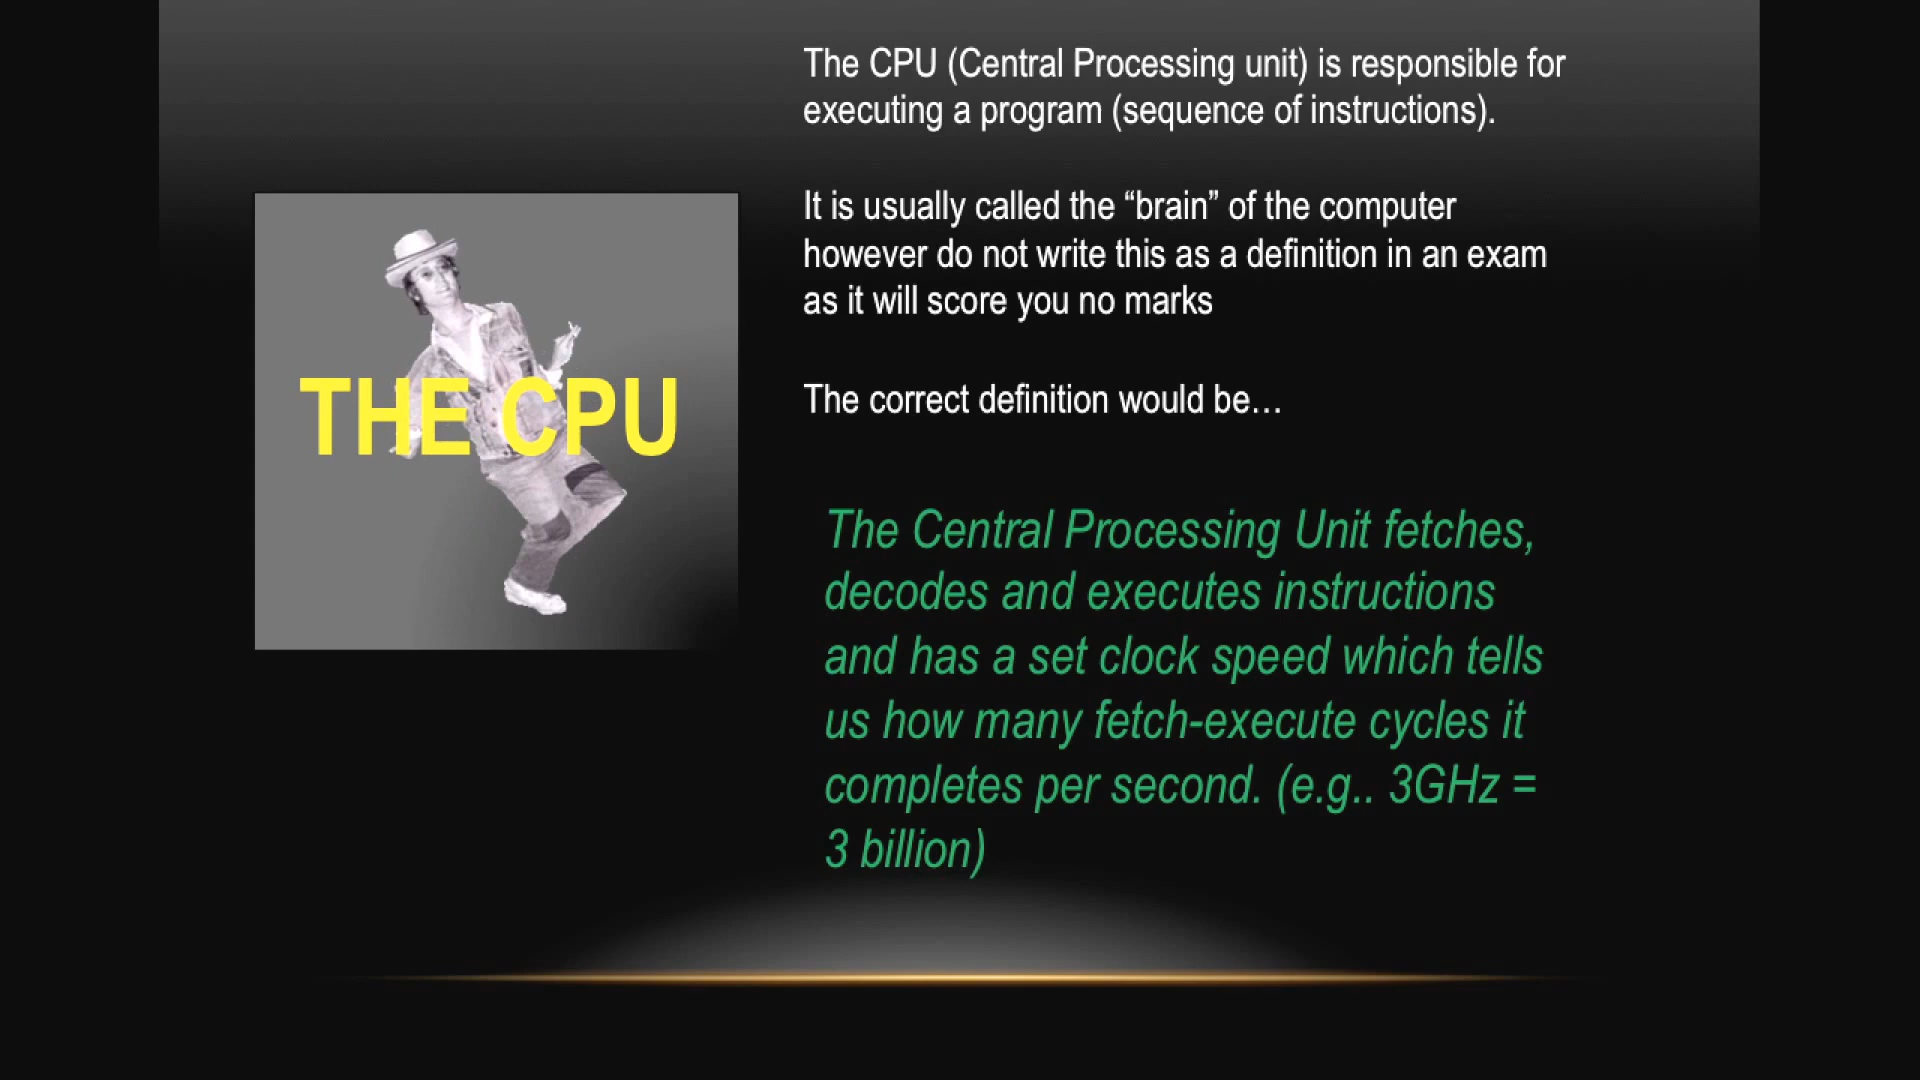 The CPU (Central Processing unit) is responsible for
executing a program (sequence of instructions).
It is usually called the “brain” of the computer
however do not write this as a definition in an exam
as it will score you no marks
THE CPU
The correct definition would be…
The Central Processing Unit fetches,
decodes and executes instructions
and has a set clock speed which tells
us how many fetch-execute cycles it
completes per second. (e.g.. 3GHz =
3 billion)